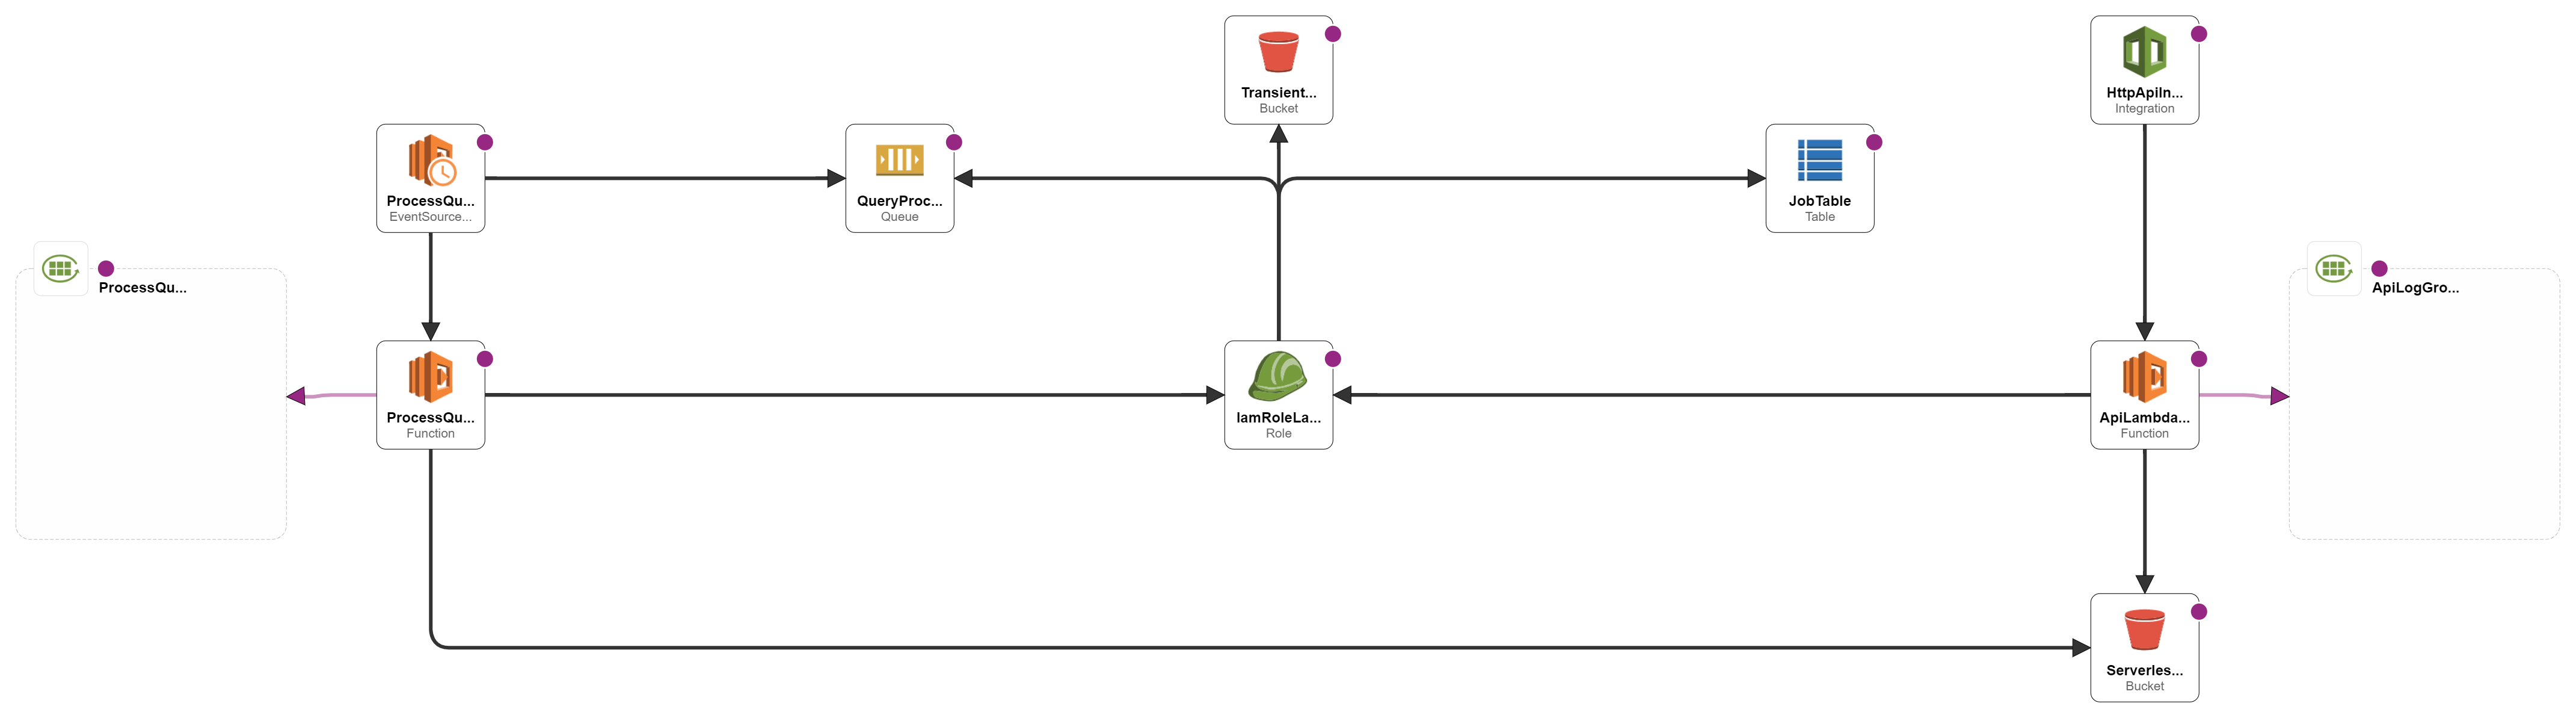 Transient...
Bucket
HttpApiIn...
Integration
ProcessQu...
EventSource...
QueryProc...
Queue
JobTable
Table
ProcessQu...
ApiLogGro...
ProcessQu...
Function
IamRoleLa...
Role
ApiLambda...
Function
Serverles...
Bucket